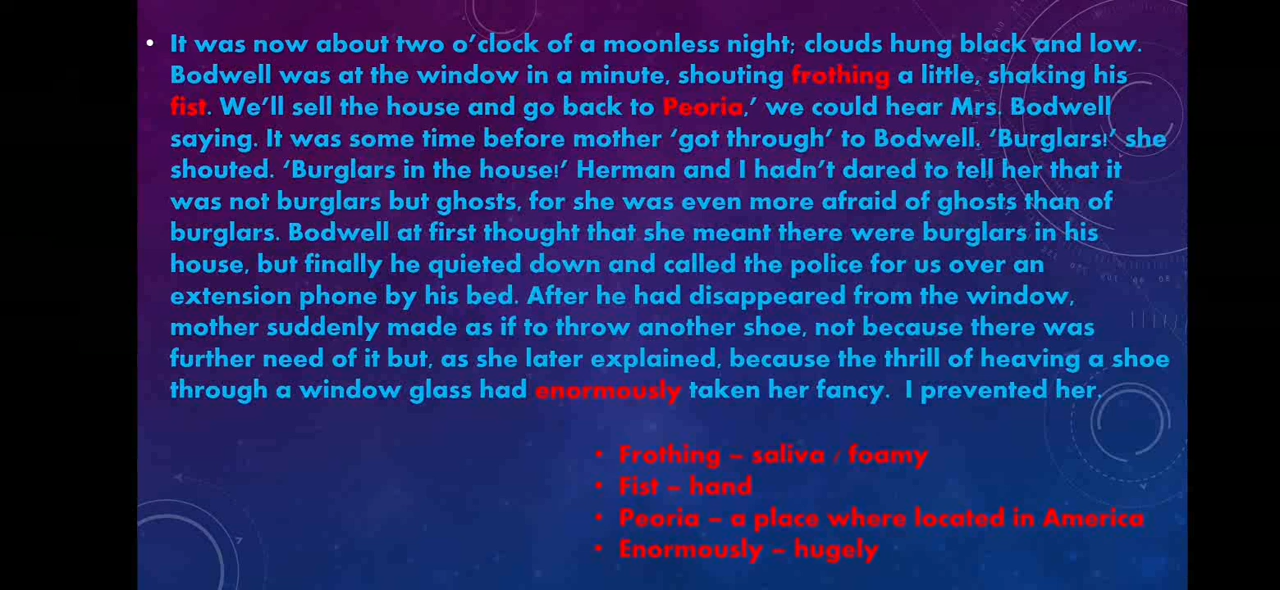 • It was now about two o’clock of a moonless night; clouds hung black and low.
Bodwell was at the window in a minute, shouting frothing a little, shaking his
fist. We’ll sell the house and go back to Peoria,’ we could hear Mrs. Bodwell
saying. It was some time before mother ‘got through’ to Bodwell. ‘Burglars!’ she
shouted. ‘Burglars in the house!’ Herman and I hadn’t dared to tell her that it
was not burglars but ghosts, for she was even more afraid of ghosts than of
burglars. Bodwell at first thought that she meant there were burglars in his
house, but finally he quieted down and called the police for us over an
extension phone by his bed. After he had disappeared from the window,
mother suddenly made as if to throw another shoe, not because there was
further need of it but, as she later explained, because the thrill of heaving a shoe
through a window glass had enormously taken her fancy. I prevented her.
• Frothing – saliva / foamy
• Fist – hand
• Peoria – a place where located in America
• Enormously – hugely